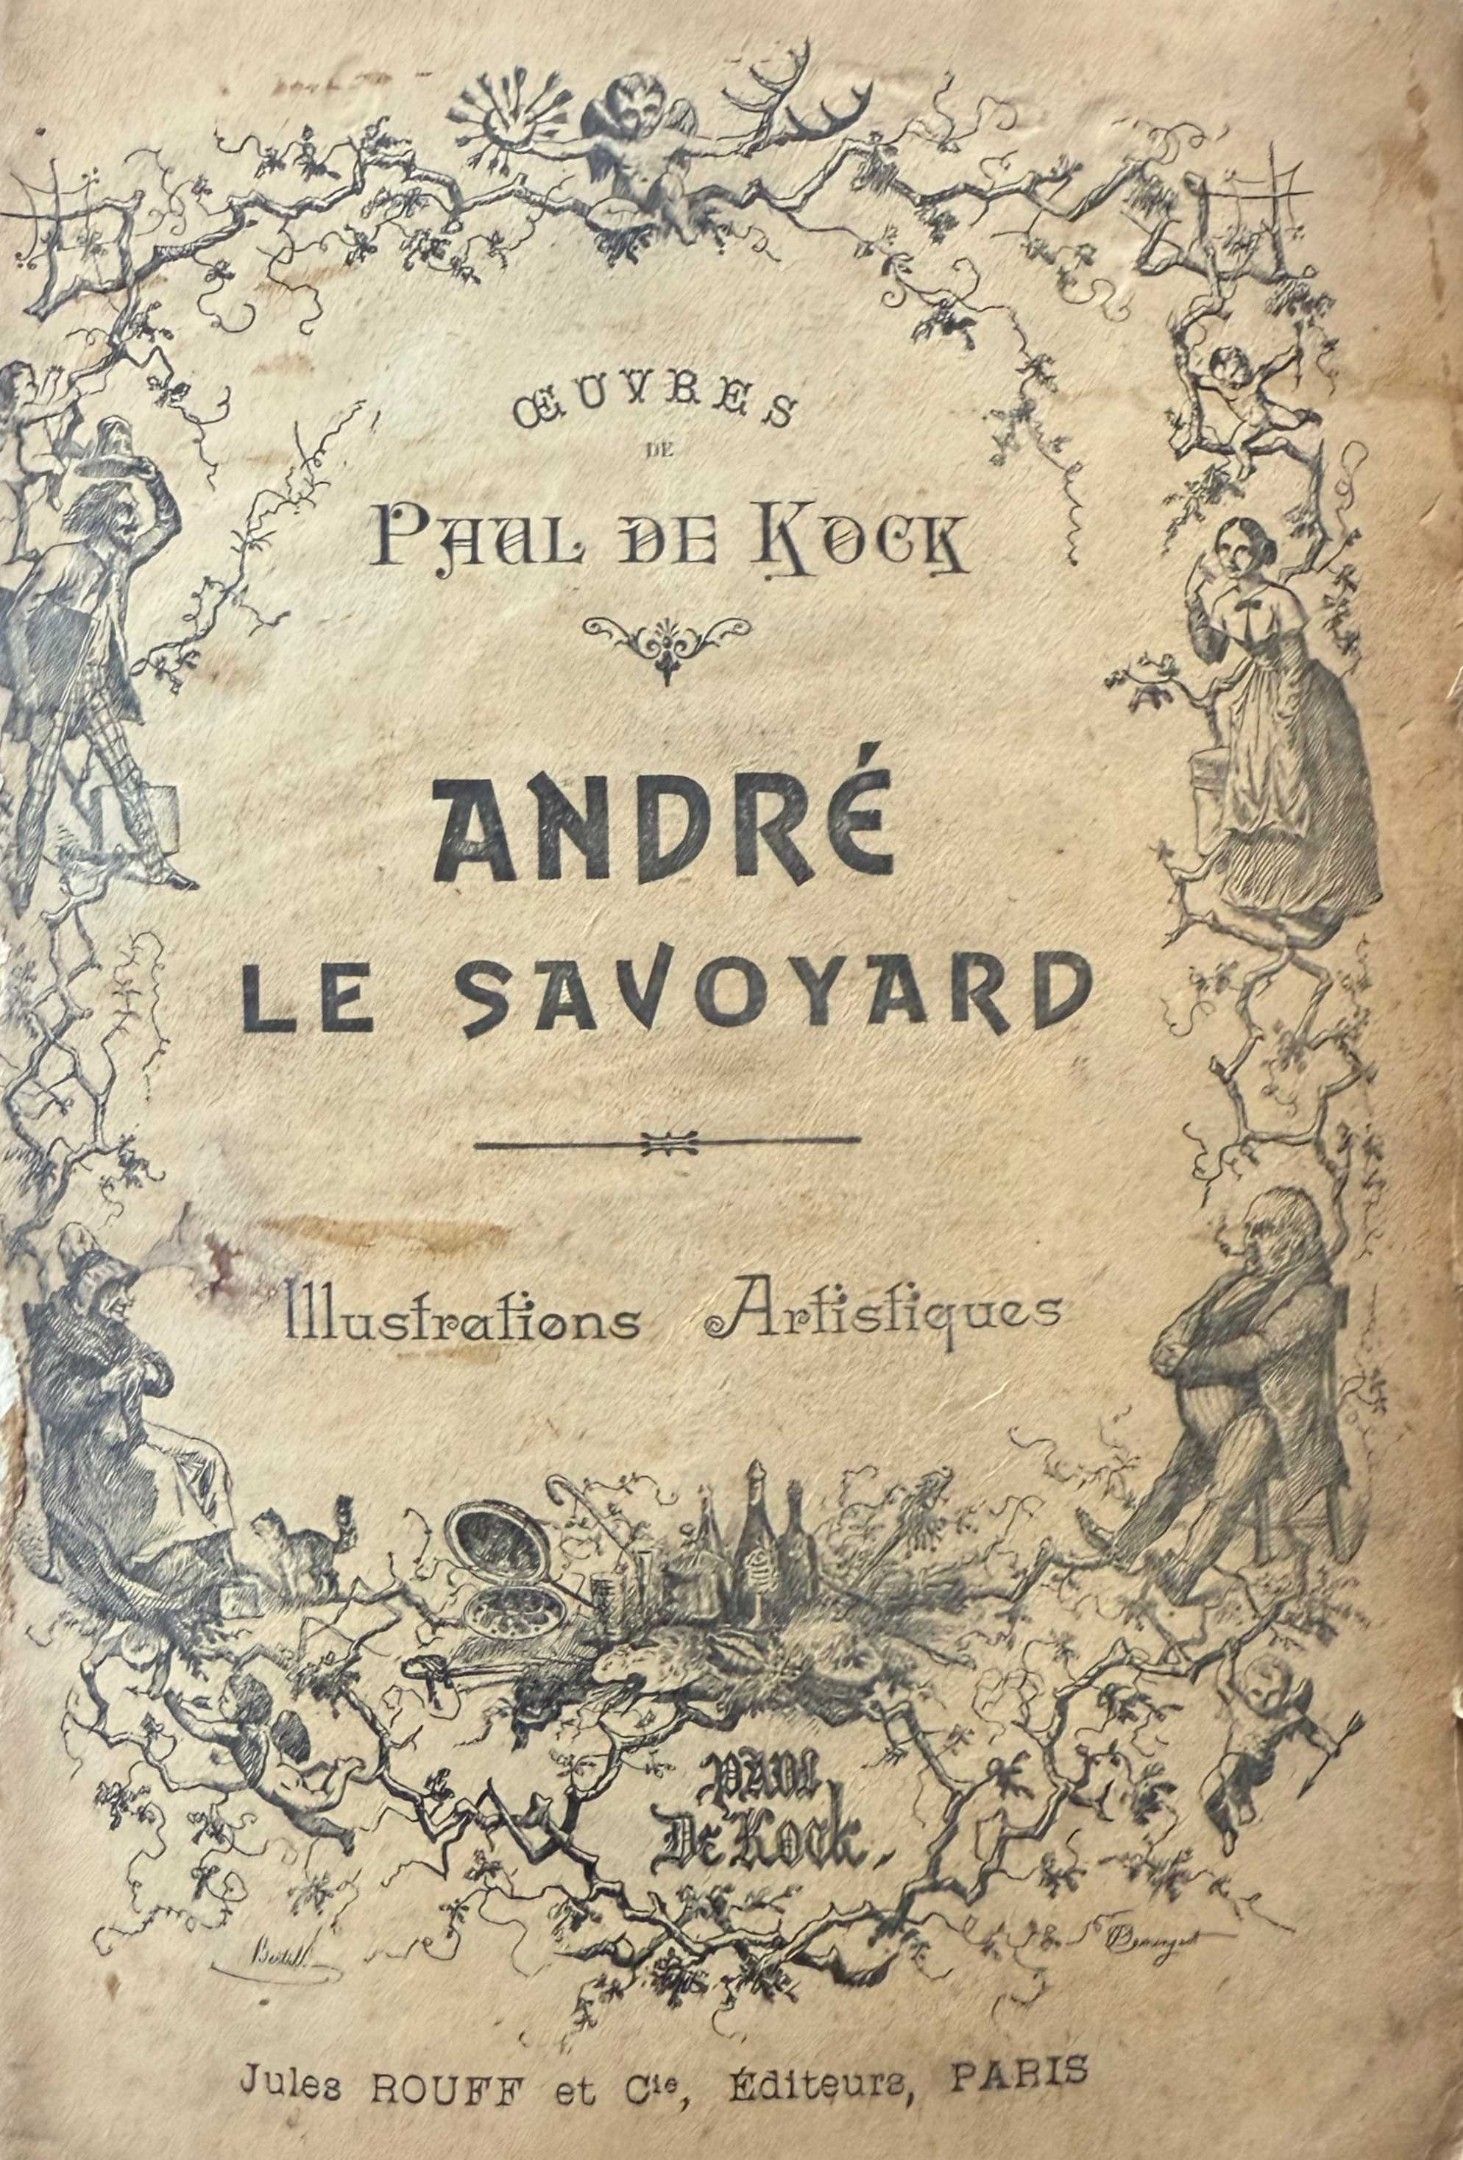 ŒUVRES
DE
PAUL DE KOCK
ANDRÉ
LE SAVOYARD
Illustrations Artistiques
PAUL
DE KOCK.
Bertall
Jules ROUFF et Cie, Éditeurs, PARIS